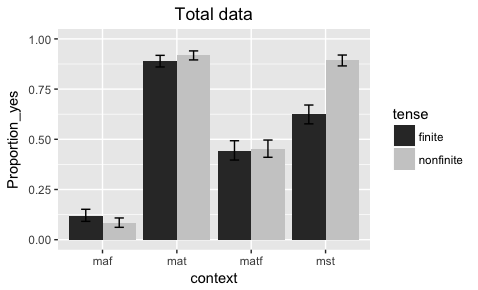 Total data
Proportion_yes
1.00
0.75
0.50
0.25
0.00
maf mat matf mst
context
tense
finite
nonfinite